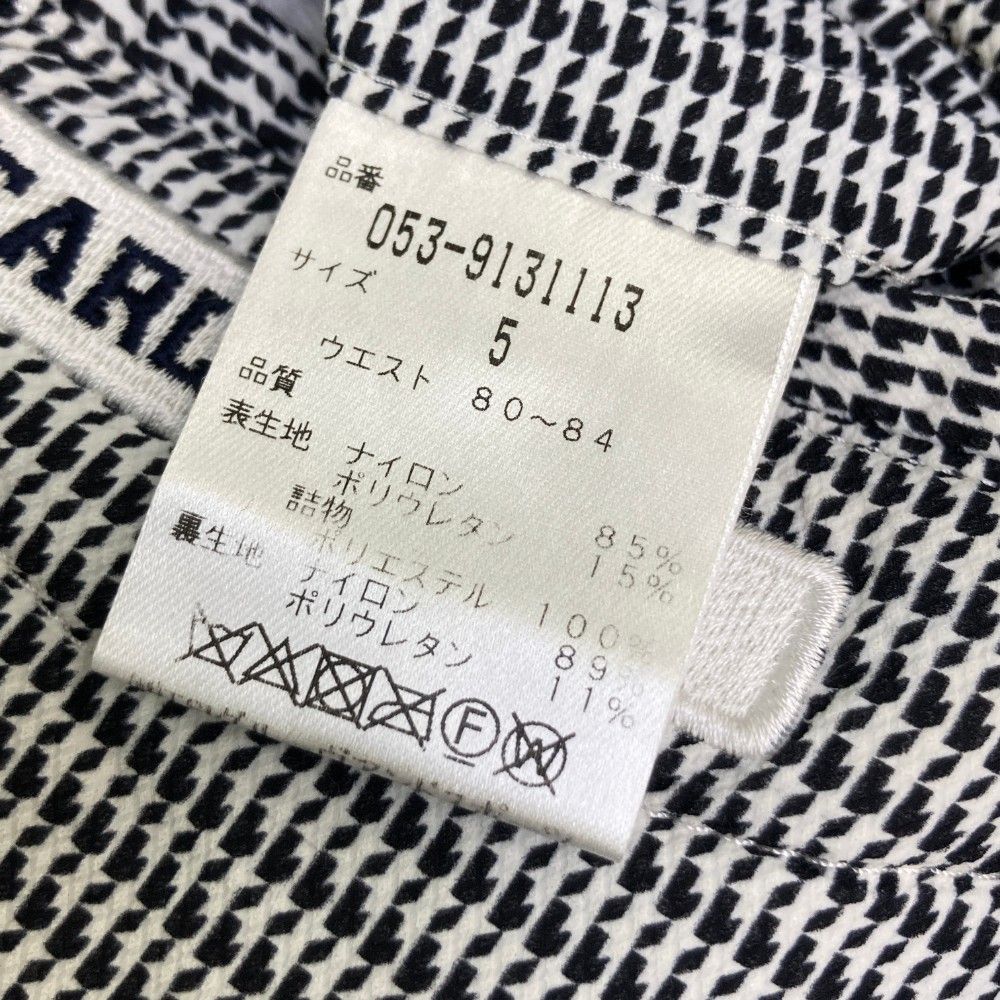 品番
053-9131113
サイズ
5
ウエスト 80～84
品質
表生地 ナイロン 85%
ポリウレタン 15%
詰物 ポリエステル 100%
裏生地 ナイロン 89%
ポリウレタン 11%
F
W